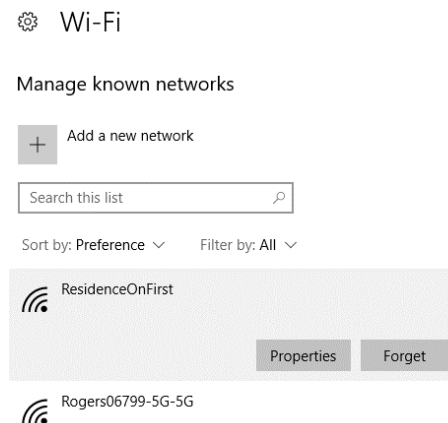 Wi-Fi
Manage known networks
Add a new network
Search this list
Sort by: Preference Filter by: All
ResidenceOnFirst
Properties Forget
Rogers06799-5G-5G